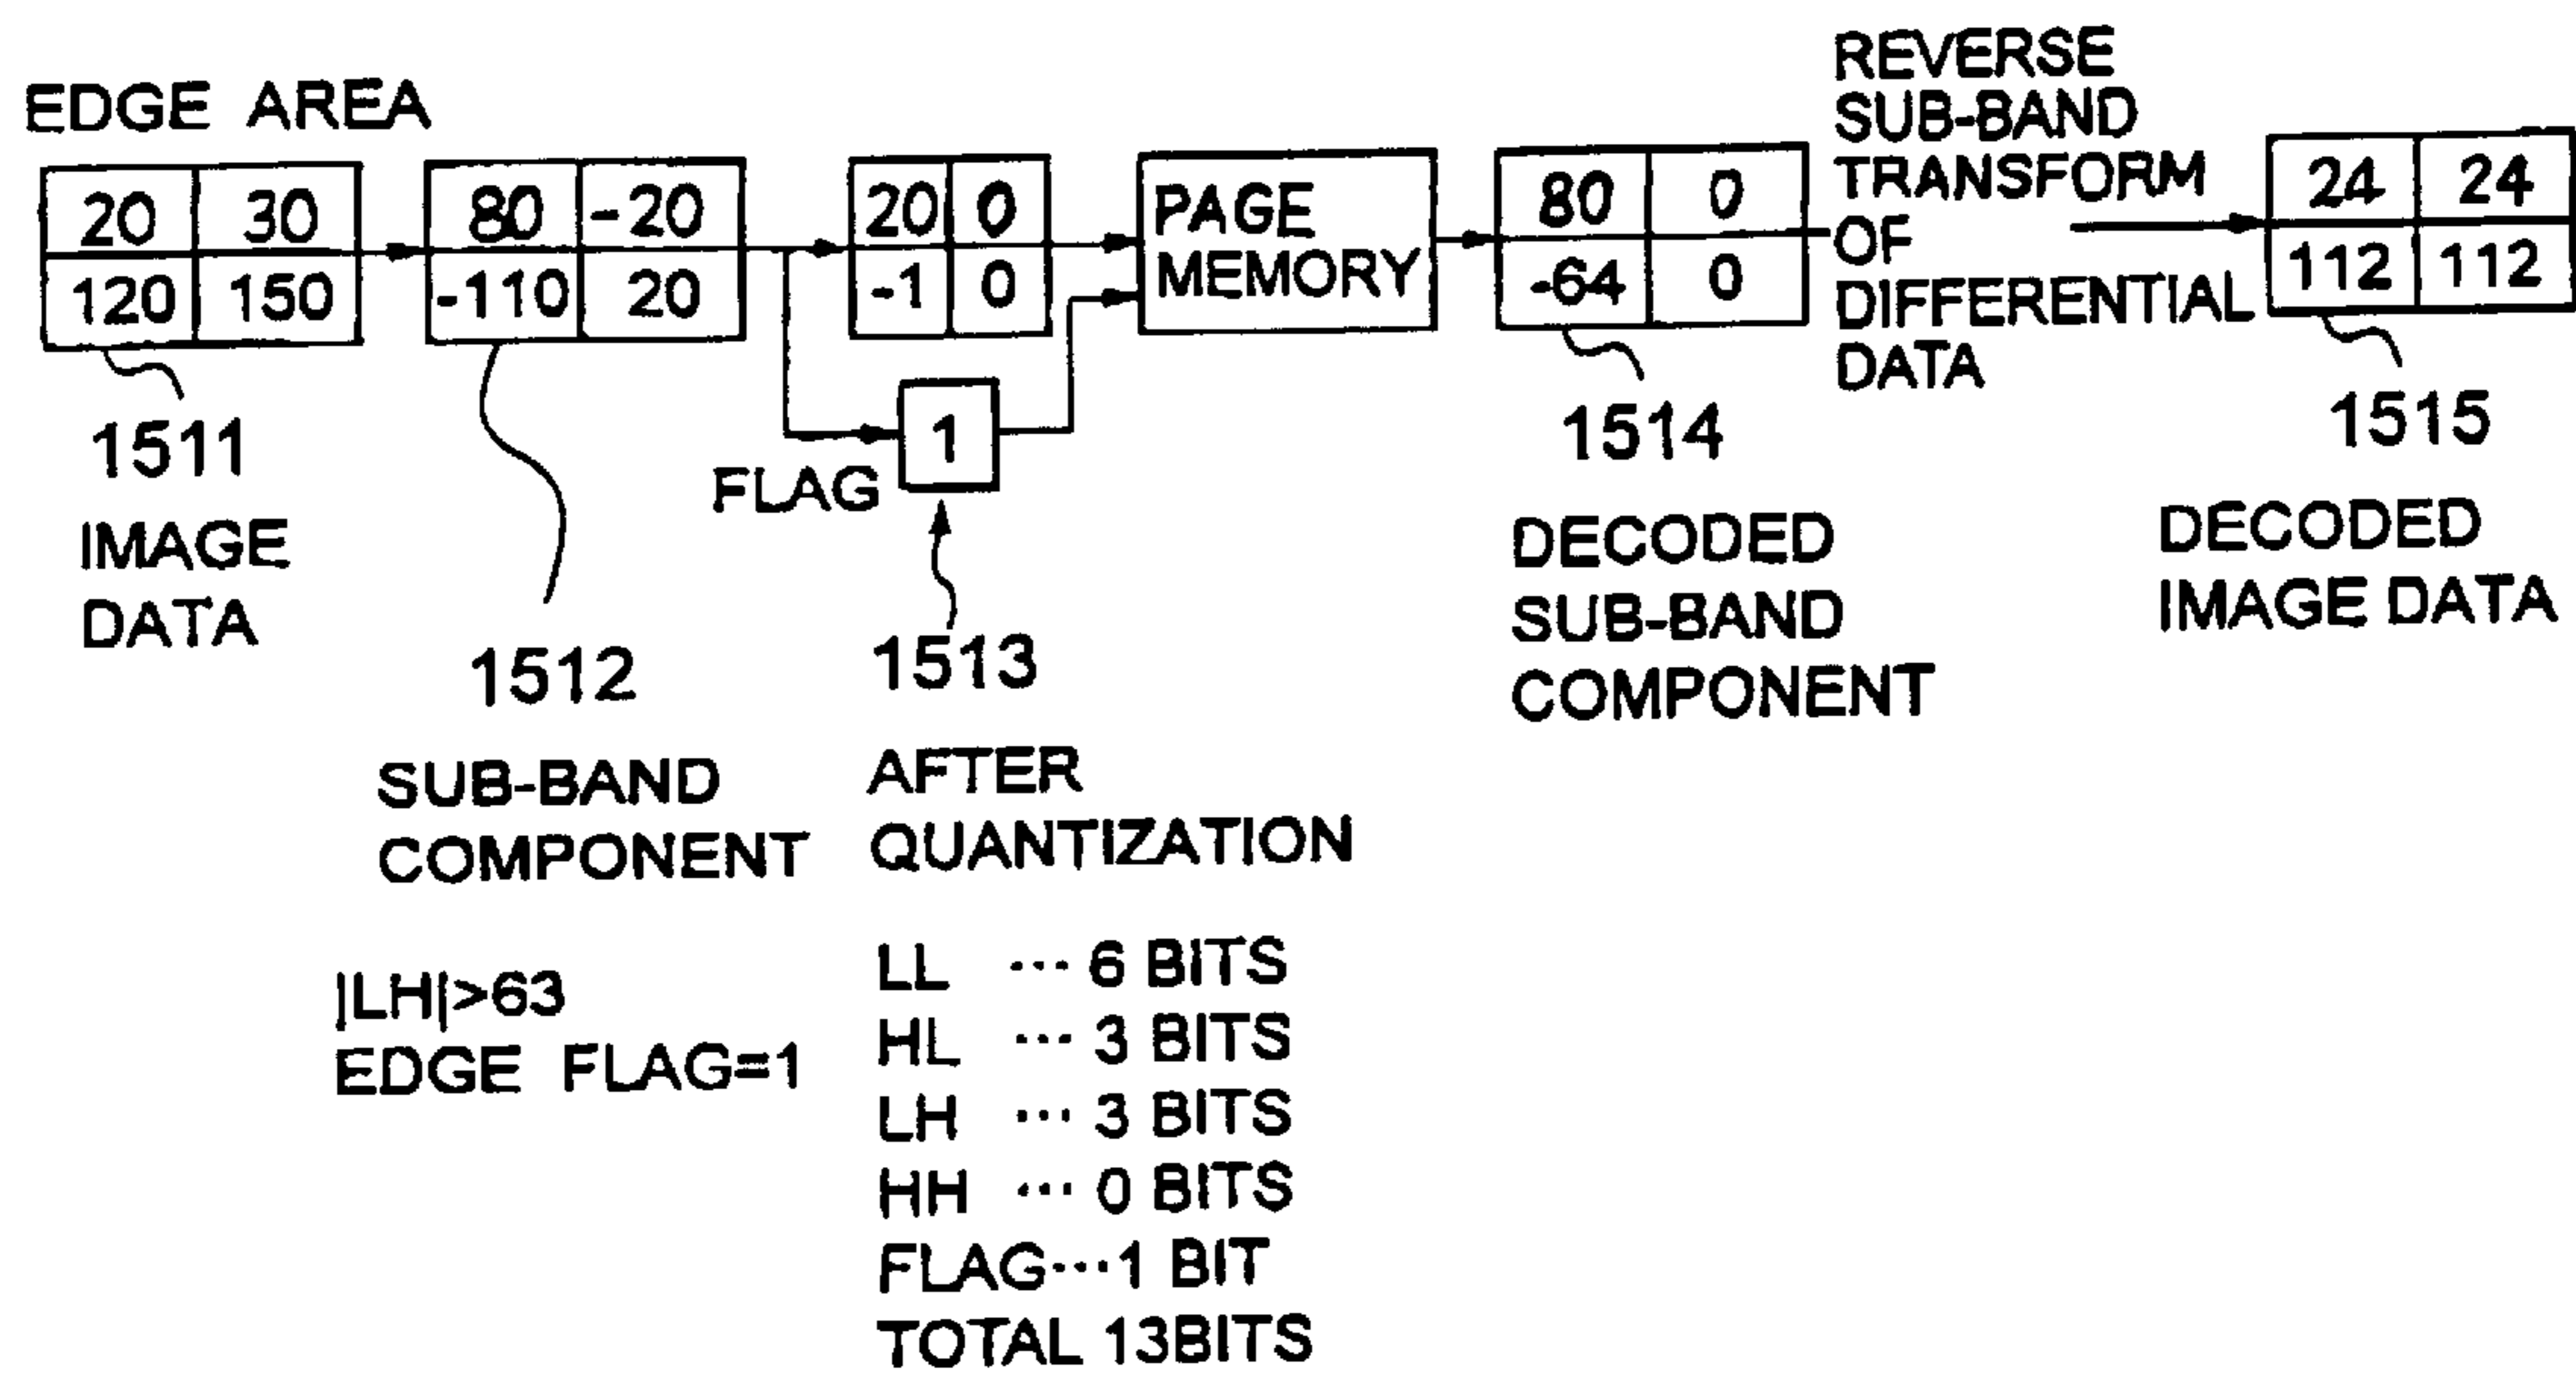 EDGE AREA
20 30
120 150
1511
IMAGE
DATA
80 -20
-110 20
1512
SUB-BAND
COMPONENT
|LH|>63
EDGE FLAG=1
20 0
-1 0
FLAG
1
1513
AFTER
QUANTIZATION
LL ··· 6 BITS
HL ··· 3 BITS
LH ··· 3 BITS
HH ··· 0 BITS
FLAG···1 BIT
TOTAL 13BITS
PAGE
MEMORY
80 0
-64 0
1514
DECODED
SUB-BAND
COMPONENT
REVERSE
SUB-BAND
TRANSFORM
OF
DIFFERENTIAL
DATA
24 24
112 112
1515
DECODED
IMAGE DATA